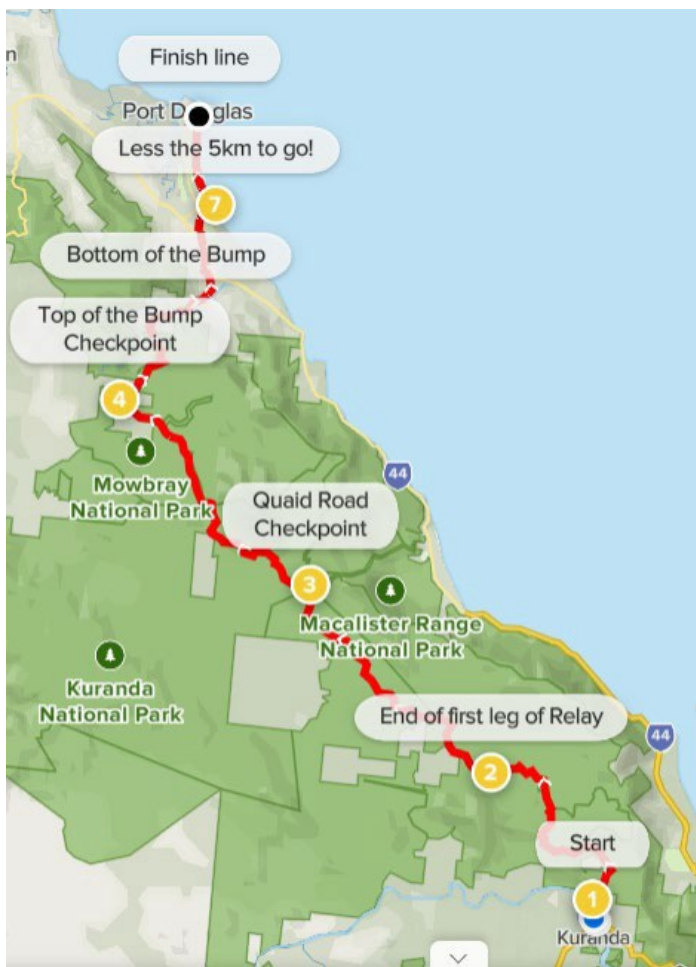 n
Finish line
Port D glas
Less the 5km to go!
7
Bottom of the Bump
Top of the Bump
Checkpoint
4
Mowbray
National Park
Quaid Road
Checkpoint
44
3
Macalister Range
National Park
Kuranda
National Park
End of first leg of Relay
44
2
Start
1
Kuranda